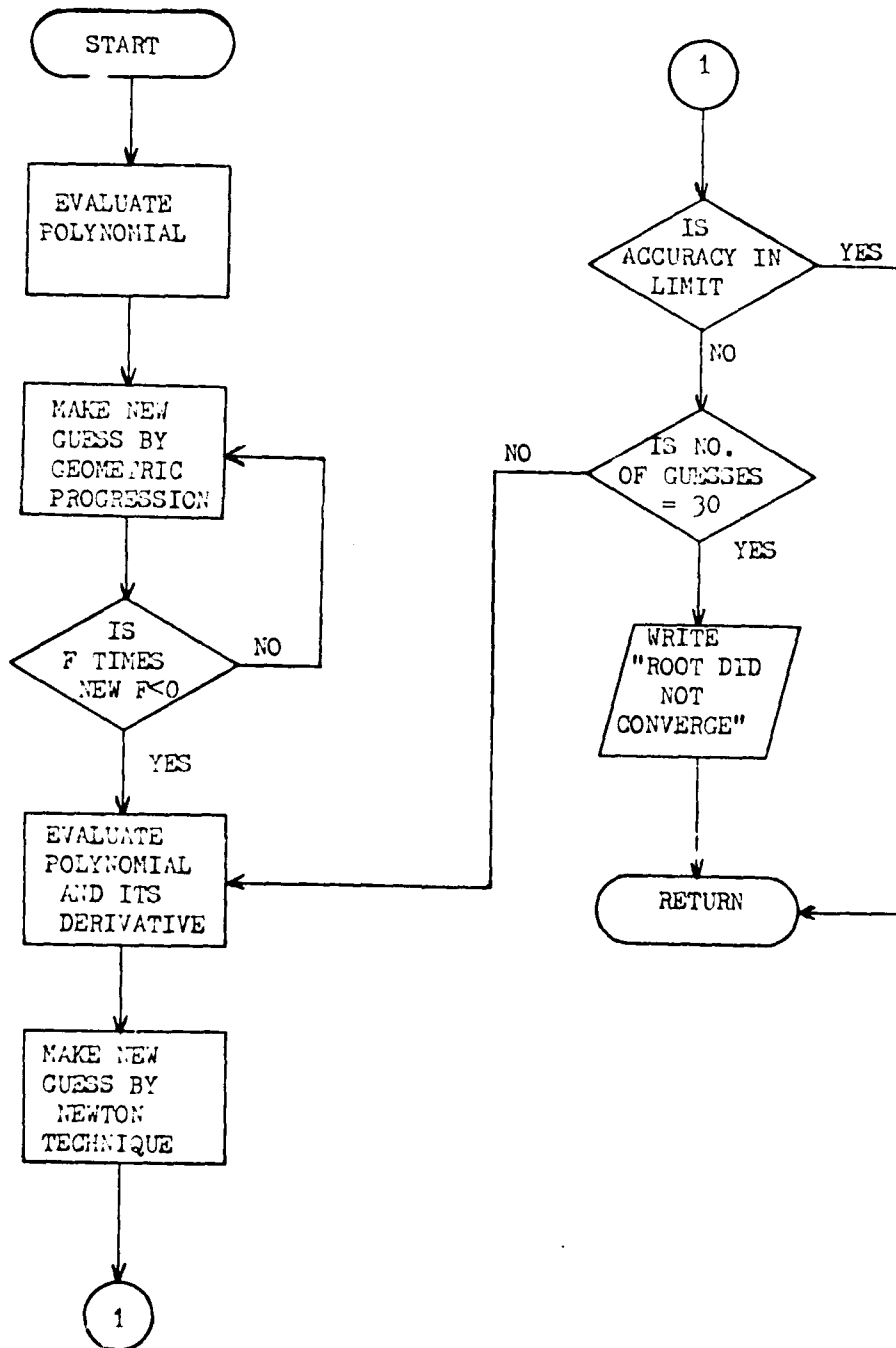 START
EVALUATE
POLYNOMIAL
MAKE NEW
GUESS BY
GEOMETRIC
PROGRESSION
IS
F TIMES
NEW F<0
NO
YES
EVALUATE
POLYNOMIAL
AND ITS
DERIVATIVE
MAKE NEW
GUESS BY
NEWTON
TECHNIQUE
1
1
IS
ACCURACY IN
LIMIT
YES
NO
IS NO.
OF GUESSES
= 30
NO
YES
WRITE
"ROOT DID
NOT
CONVERGE"
RETURN